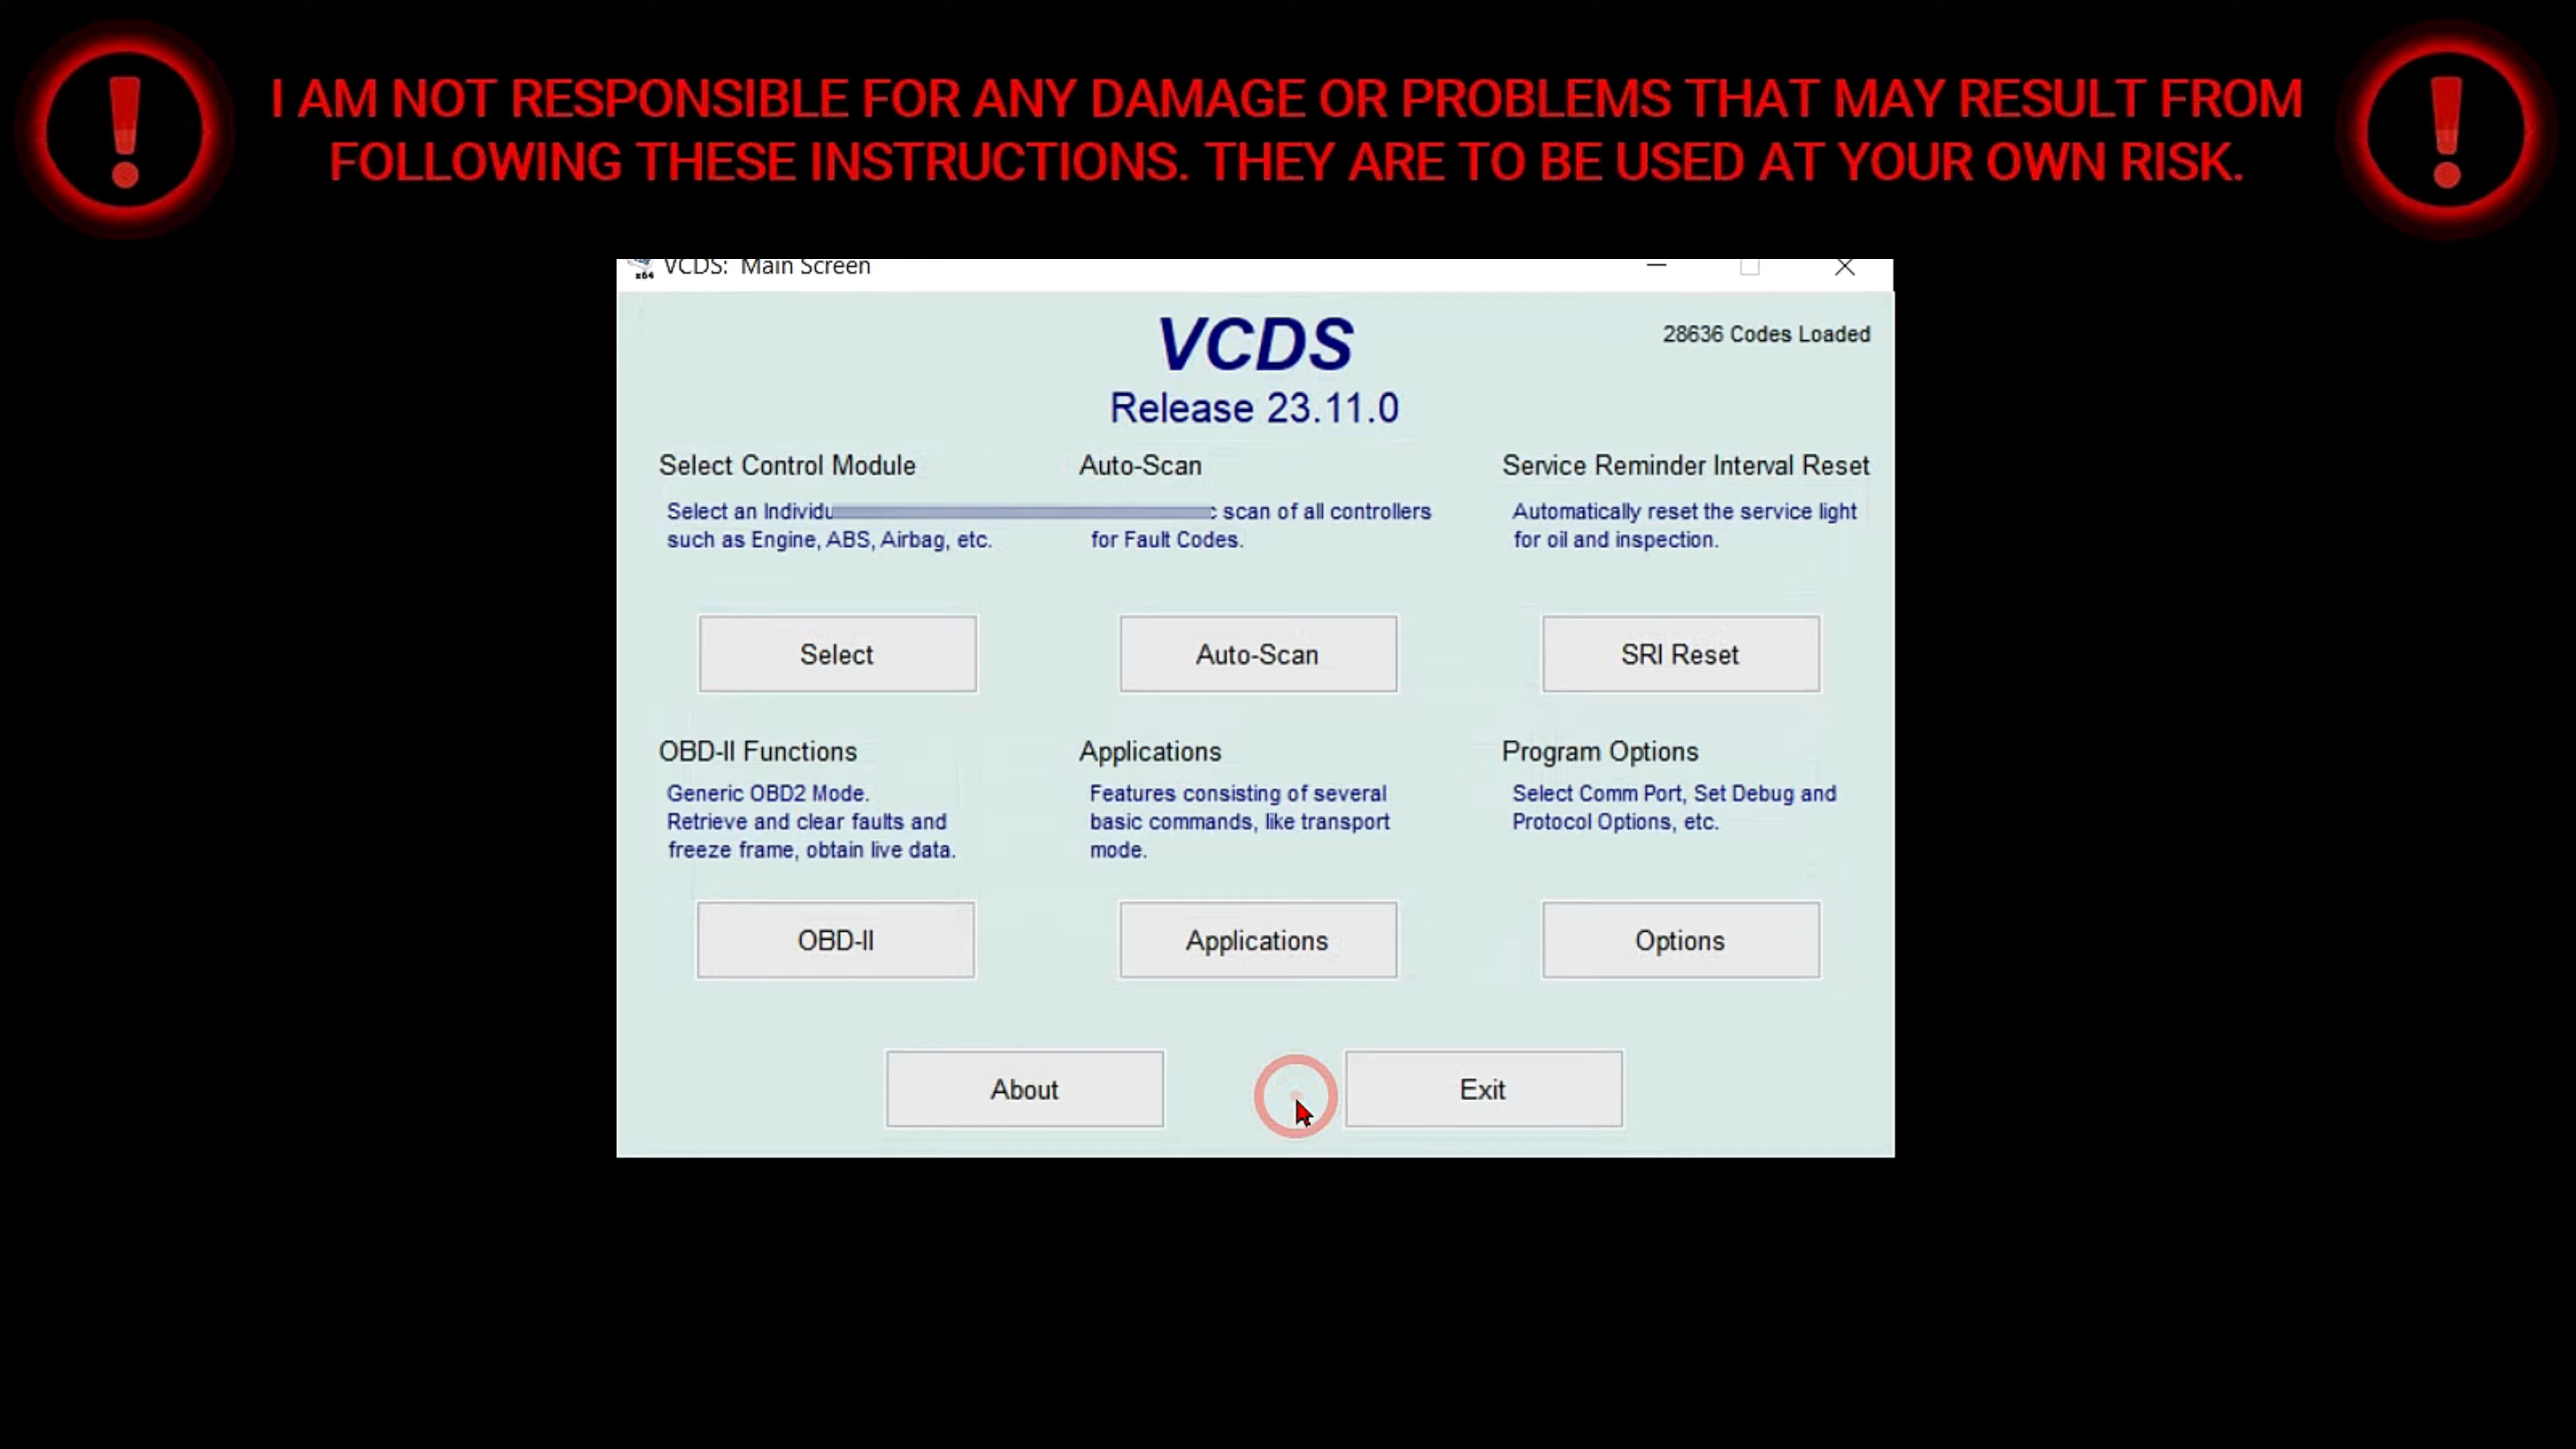 I AM NOT RESPONSIBLE FOR ANY DAMAGE OR PROBLEMS THAT MAY RESULT FROM
FOLLOWING THESE INSTRUCTIONS. THEY ARE TO BE USED AT YOUR OWN RISK.
x64 VCDS: Main Screen
VCDS
28636 Codes Loaded
Release 23.11.0
Select Control Module
Select an
such as Engine, ABS, Airbag, etc.
Select
Auto-Scan
scan of all controllers
for Fault Codes.
Auto-Scan
Service Reminder Interval Reset
Automatically reset the service light
for oil and inspection.
SRI Reset
OBD-II Functions
Generic OBD2 Mode.
Retrieve and clear faults and
freeze frame, obtain live data.
OBD-II
Applications
Features consisting of several
basic commands, like transport
mode.
Applications
Program Options
Select Comm Port, Set Debug and
Protocol Options, etc.
Options
About
Exit